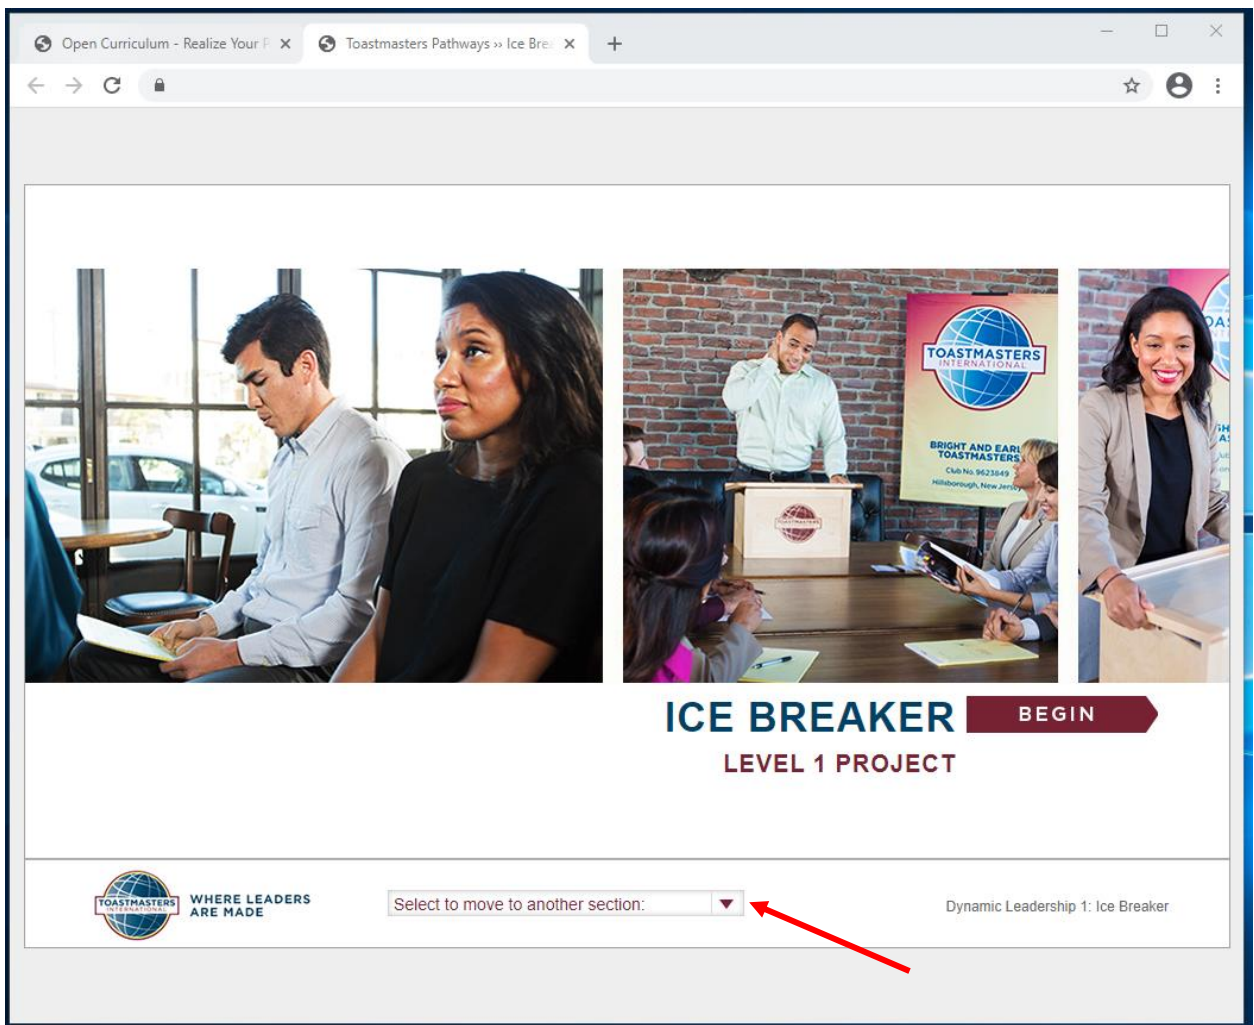 Open Curriculum - Realize Your P
Toastmasters Pathways ›› Ice Brea
TOASTMASTERS
INTERNATIONAL
BRIGHT AND EARL
TOASTMASTERS
Club No. 9623849
Hillsborough, New Jersey
TOASTMASTERS
ICE BREAKER
BEGIN
LEVEL 1 PROJECT
TOASTMASTERS
INTERNATIONAL
WHERE LEADERS
ARE MADE
Select to move to another section:
Dynamic Leadership 1: Ice Breaker